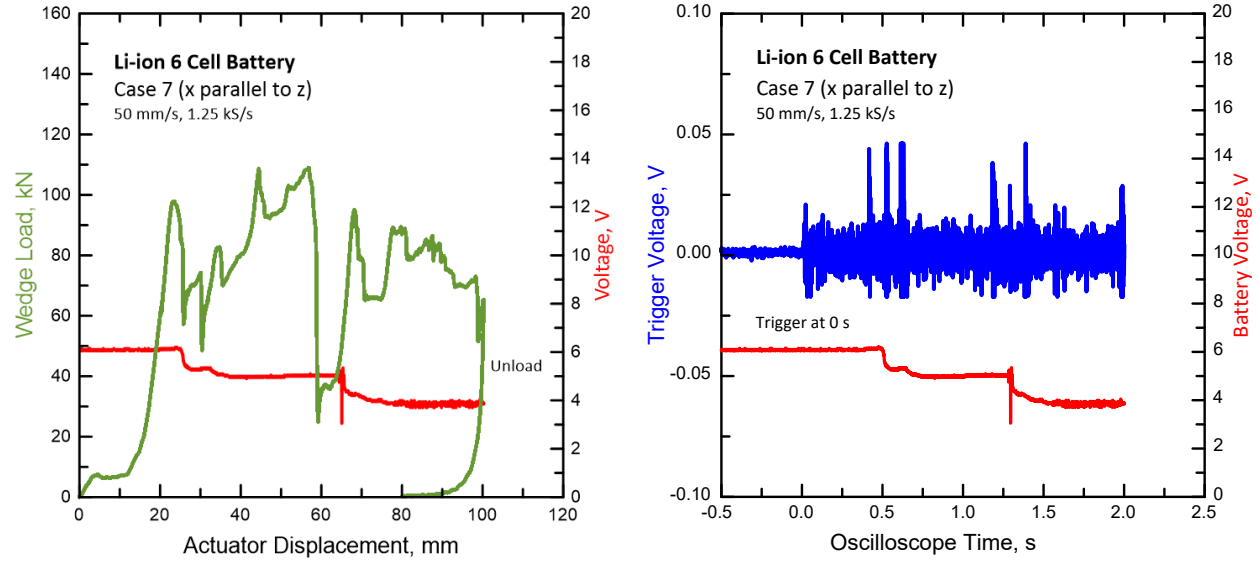 Li-ion 6 Cell Battery
Case 7 (x parallel to z)
50 mm/s, 1.25 kS/s
Unload
Wedge Load, kN
160
140
120
100
80
60
40
20
0
Voltage, V
20
18
16
14
12
10
8
6
4
2
0
0 20 40 60 80 100 120
Actuator Displacement, mm
Li-ion 6 Cell Battery
Case 7 (x parallel to z)
50 mm/s, 1.25 kS/s
Trigger at 0 s
Trigger Voltage, V
0.10
0.05
0.00
-0.05
-0.10
Battery Voltage, V
20
18
16
14
12
10
8
6
4
2
0
-0.5 0.0 0.5 1.0 1.5 2.0 2.5
Oscilloscope Time, s